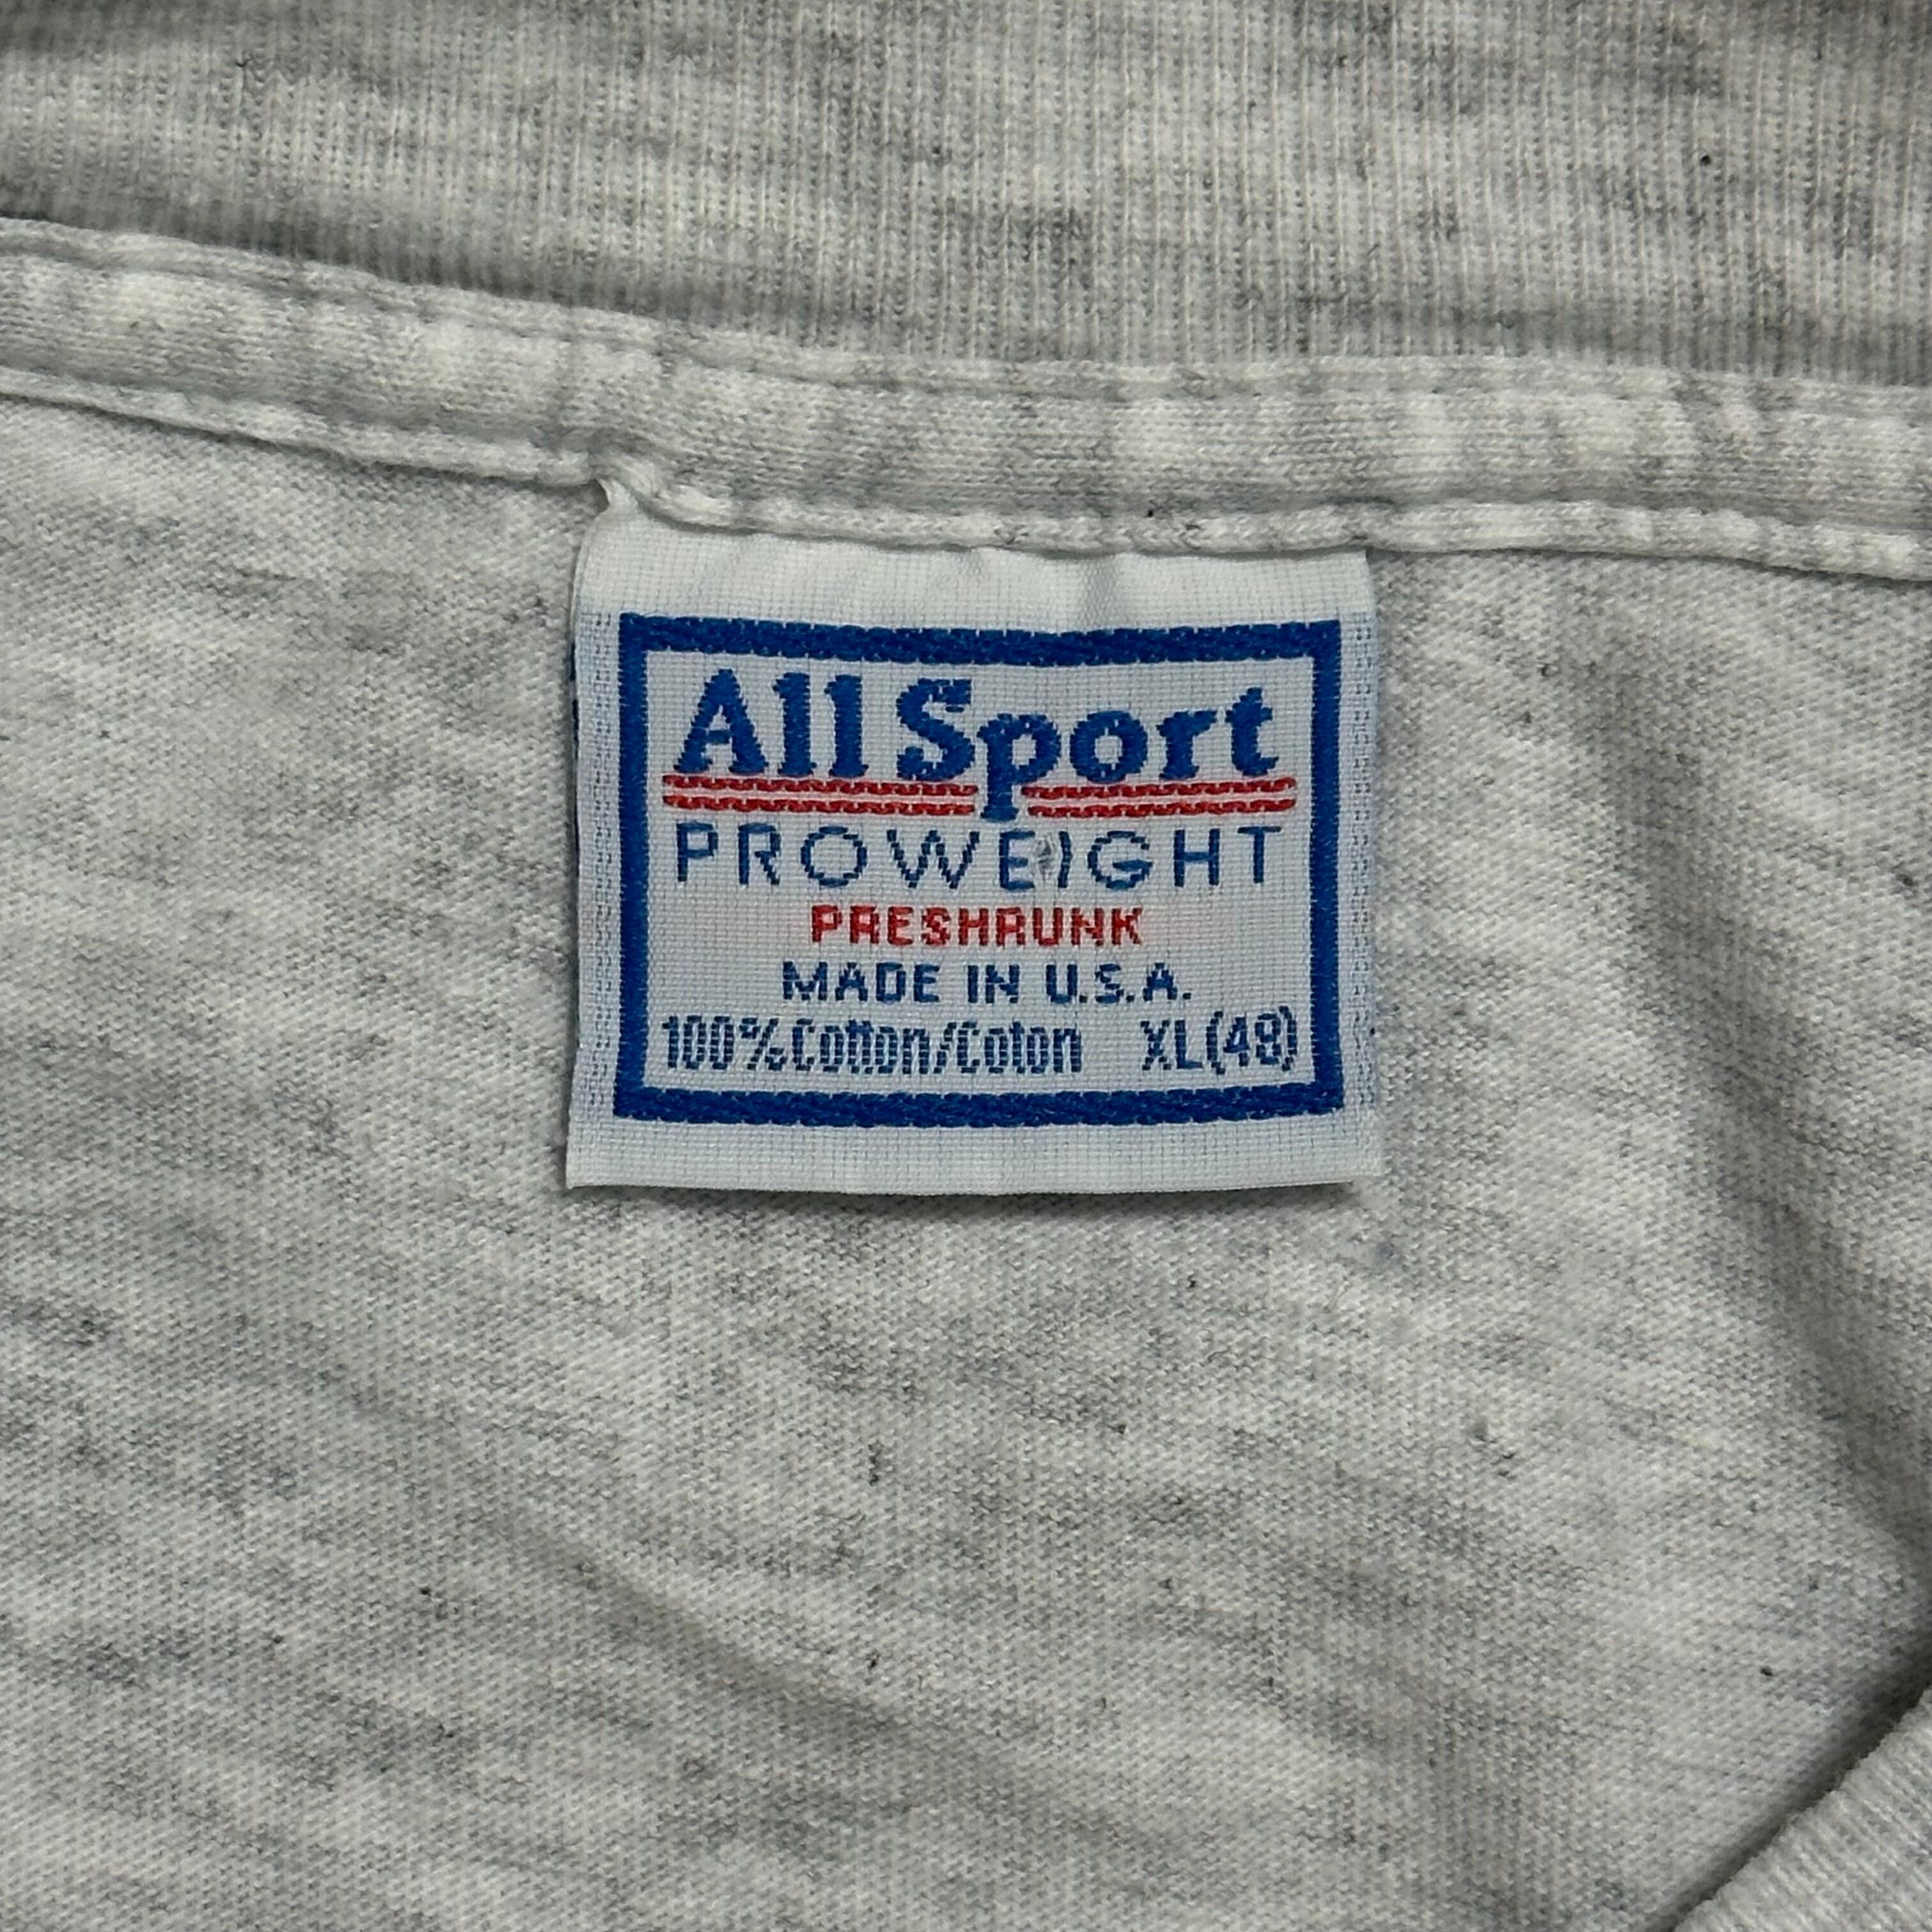 All Sport
PROWEIGHT
PRESHRUNK
MADE IN U.S.A.
100% Cotton/Coton XL(48)